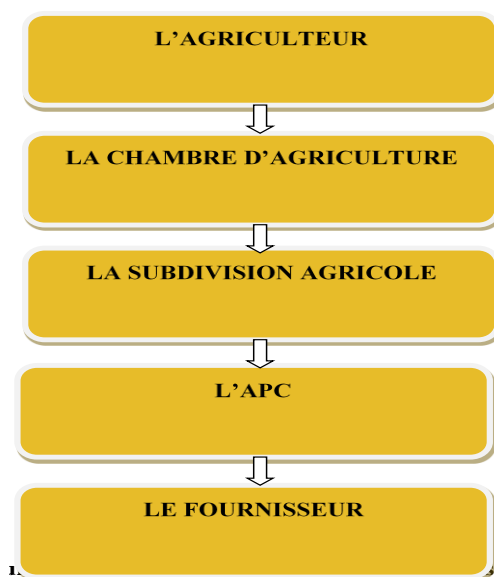 L’AGRICULTEUR
LA CHAMBRE D’AGRICULTURE
LA SUBDIVISION AGRICOLE
L’APC
LE FOURNISSEUR